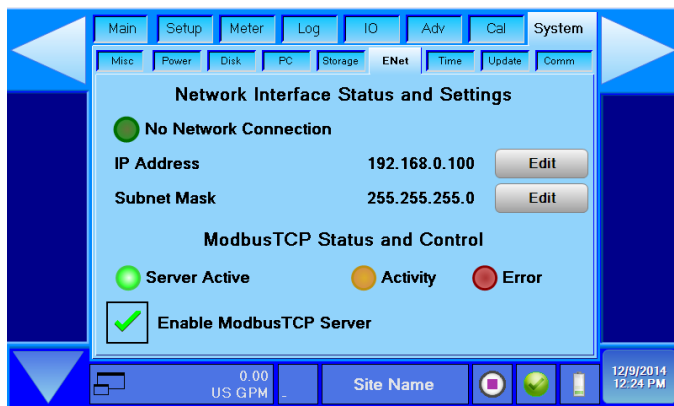 Main Setup Meter Log IO Adv Cal System
Misc Power Disk PC Storage ENet Time Update Comm
Network Interface Status and Settings
No Network Connection
IP Address 192.168.0.100 Edit
Subnet Mask 255.255.255.0 Edit
ModbusTCP Status and Control
Server Active Activity Error
Enable ModbusTCP Server
0.00
US GPM - Site Name
12/9/2014
12:24 PM